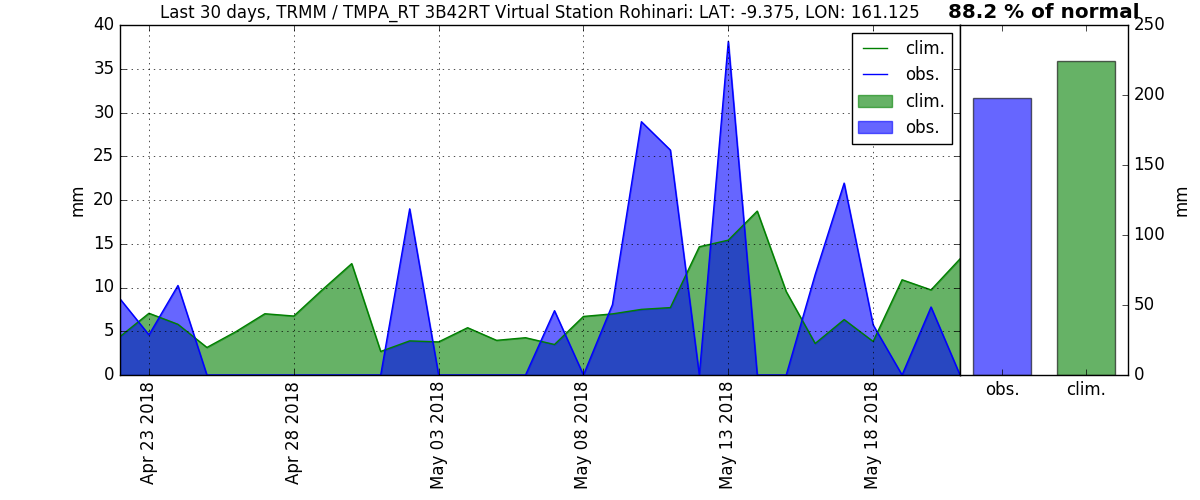 Last 30 days, TRMM / TMPA_RT 3B42RT Virtual Station Rohinari: LAT: -9.375, LON: 161.125
88.2 % of normal
40
35
30
25
20
15
10
5
0
mm
clim.
obs.
clim.
obs.
250
200
150
100
50
0
mm
Apr 23 2018
Apr 28 2018
May 03 2018
May 08 2018
May 13 2018
May 18 2018
obs.
clim.